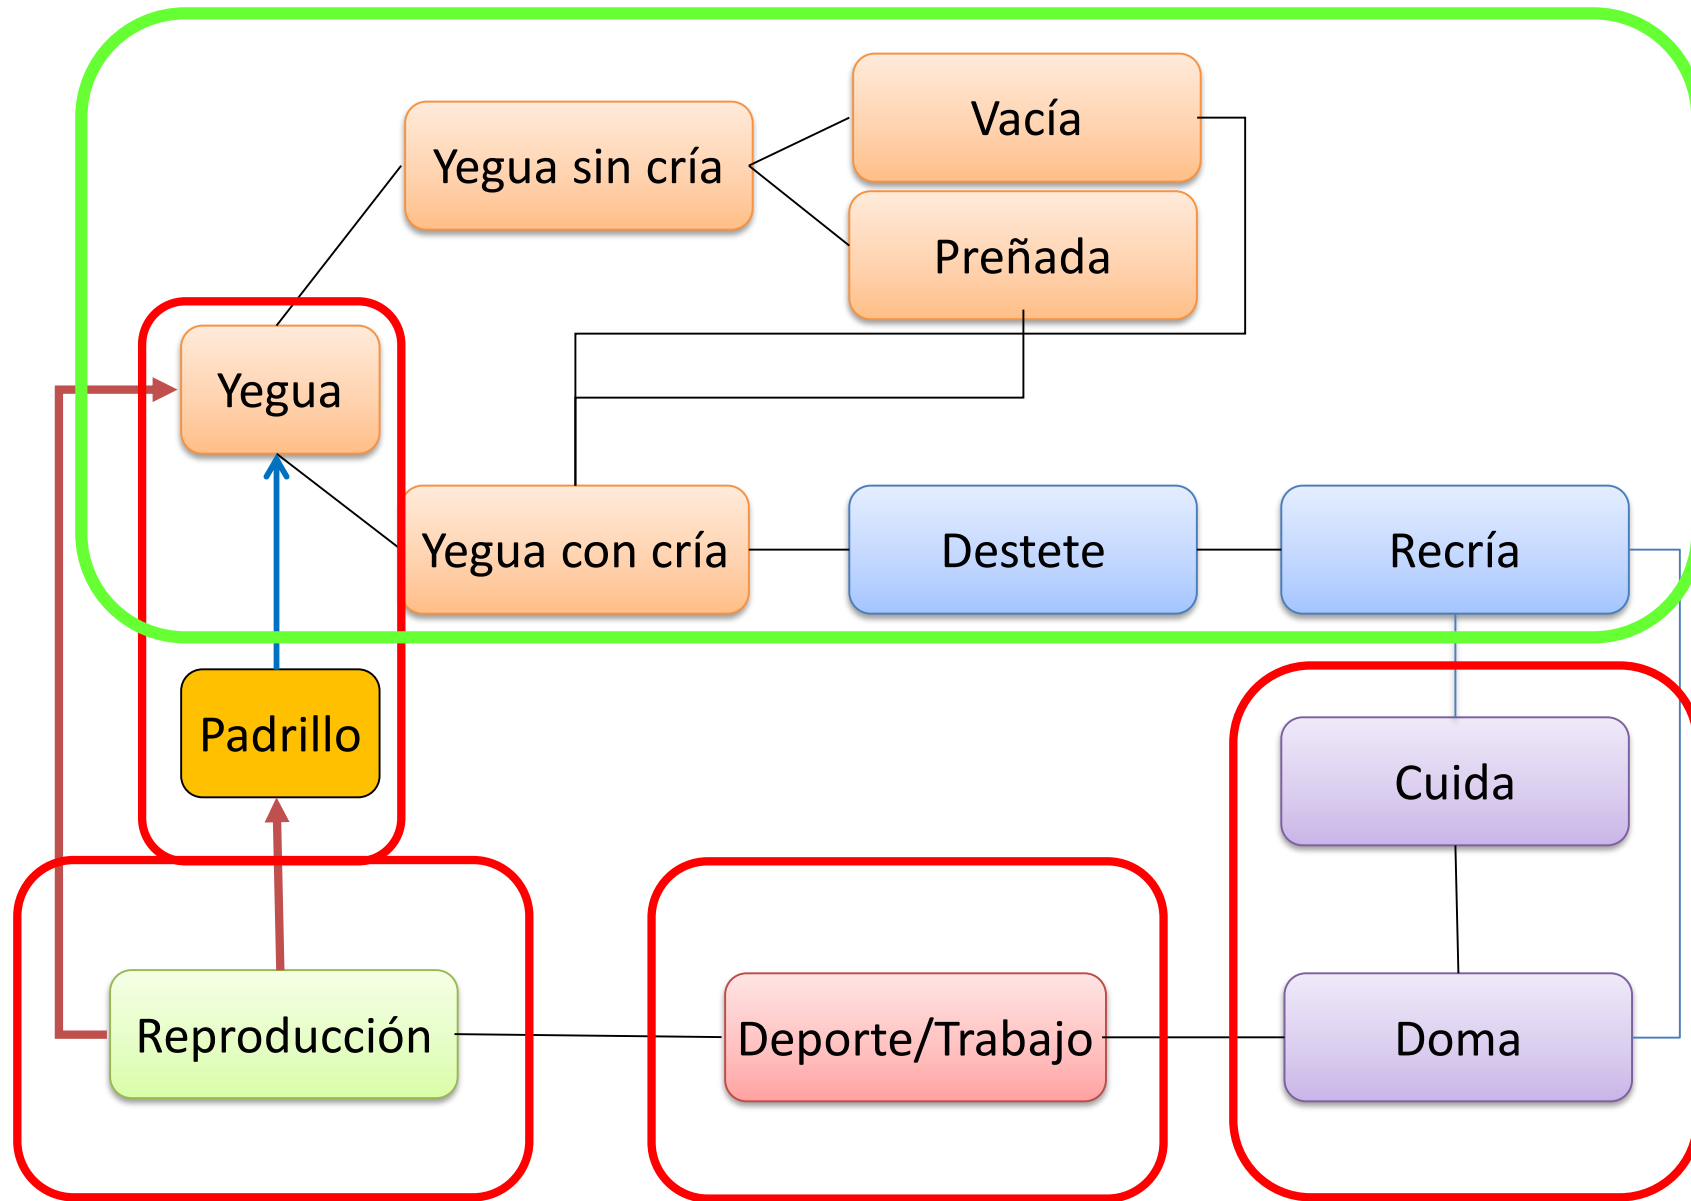 Vacía
Yegua sin cría
Preñada
Yegua
Yegua con cría
Destete
Recría
Padrillo
Cuida
Reproducción
Deporte/Trabajo
Doma